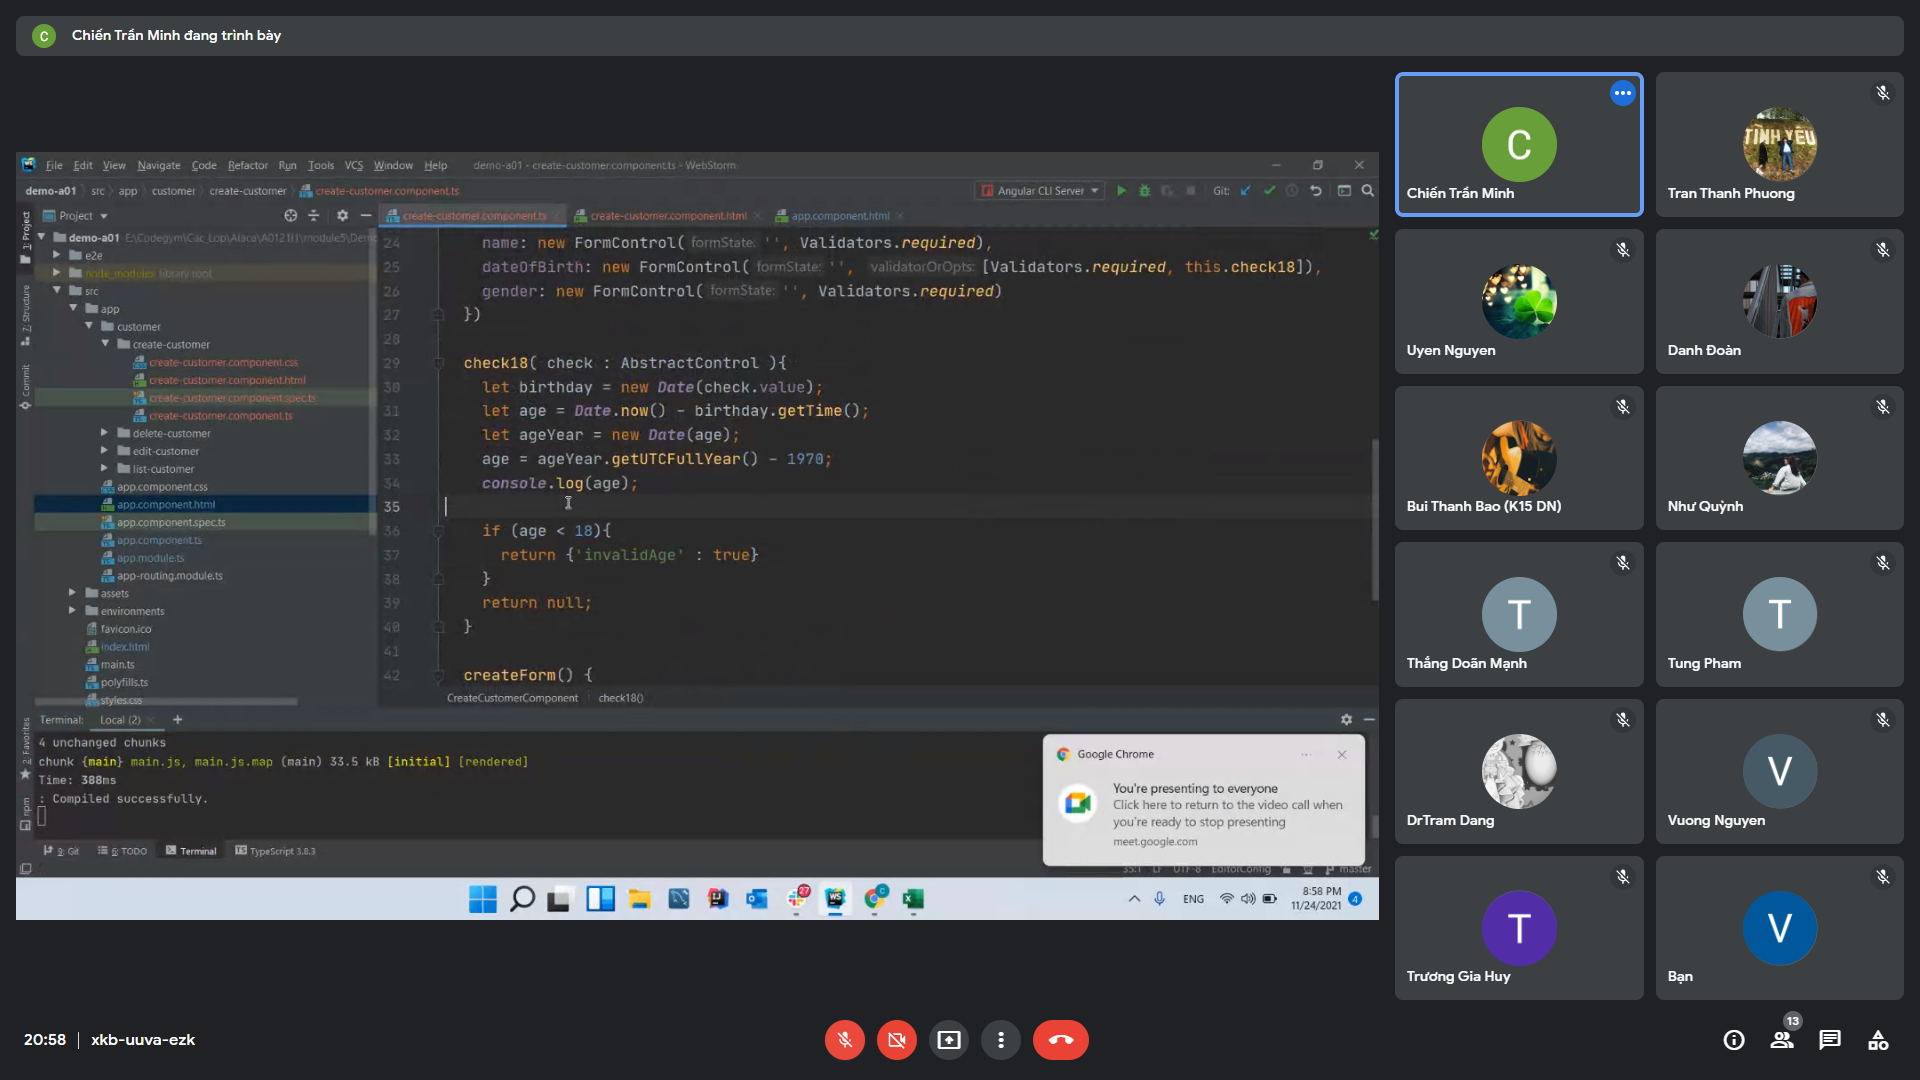 C Chiến Trần Minh đang trình bày
File Edit View Navigate Code Refactor Run Tools VCS Window Help demo-a01 - create-customer.component.ts - WebStorm
demo-a01 src app customer create-customer create-customer.component.ts Angular CLI Server Git:
Project
create-customer.component.ts create-customer.component.html app.component.html
1: Project
Z: Structure
Commit
2: Favorites
npm
demo-a01
e2e
node_modules library root
src
app
customer
create-customer
create-customer.component.css
create-customer.component.html
create-customer.component.spec.ts
create-customer.component.ts
delete-customer
edit-customer
list-customer
app.component.css
app.component.html
app.component.spec.ts
app.component.ts
app.module.ts
app-routing.module.ts
assets
environments
favicon.ico
index.html
main.ts
polyfills.ts
styles.css
24 name: new FormControl( formState: '', Validators.required),
25 dateOfBirth: new FormControl( formState: '', validatorOrOpts: [Validators.required, this.check18]),
26 gender: new FormControl( formState: '', Validators.required)
27 })
28
29 check18( check : AbstractControl ){
30 let birthday = new Date(check.value);
31 let age = Date.now() - birthday.getTime();
32 let ageYear = new Date(age);
33 age = ageYear.getUTCFullYear() - 1970;
34 console.log(age);
35
36 if (age < 18){
37 return {'invalidAge' : true}
38 }
39 return null;
40 }
41
42 createForm() {
CreateCustomerComponent check18()
Terminal: Local (2) +
4 unchanged chunks
chunk {main} main.js, main.js.map (main) 33.5 kB [initial] [rendered]
Time: 388ms
: Compiled successfully.
9: Git 6: TODO Terminal TypeScript 3.8.3
35:1 LF UTF-8 EditorConfig master
Google Chrome
You're presenting to everyone
Click here to return to the video call when
you're ready to stop presenting
meet.google.com
27
ENG
8:58 PM
11/24/2021
4
C
Chiến Trần Minh
TÌNH YÊU
Tran Thanh Phuong
Uyen Nguyen
Danh Đoàn
Bui Thanh Bao (K15 DN)
Như Quỳnh
T
Thắng Doãn Mạnh
T
Tung Pham
DrTram Dang
V
Vuong Nguyen
T
Trương Gia Huy
V
Bạn
20:58 xkb-uuva-ezk
13